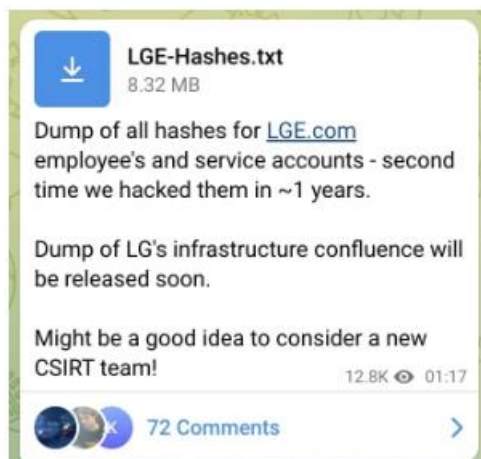 LGE-Hashes.txt
8.32 MB
Dump of all hashes for LGE.com
employee's and service accounts - second
time we hacked them in ~1 years.
Dump of LG's infrastructure confluence will
be released soon.
Might be a good idea to consider a new
CSIRT team!
12.8K 01:17
K
72 Comments